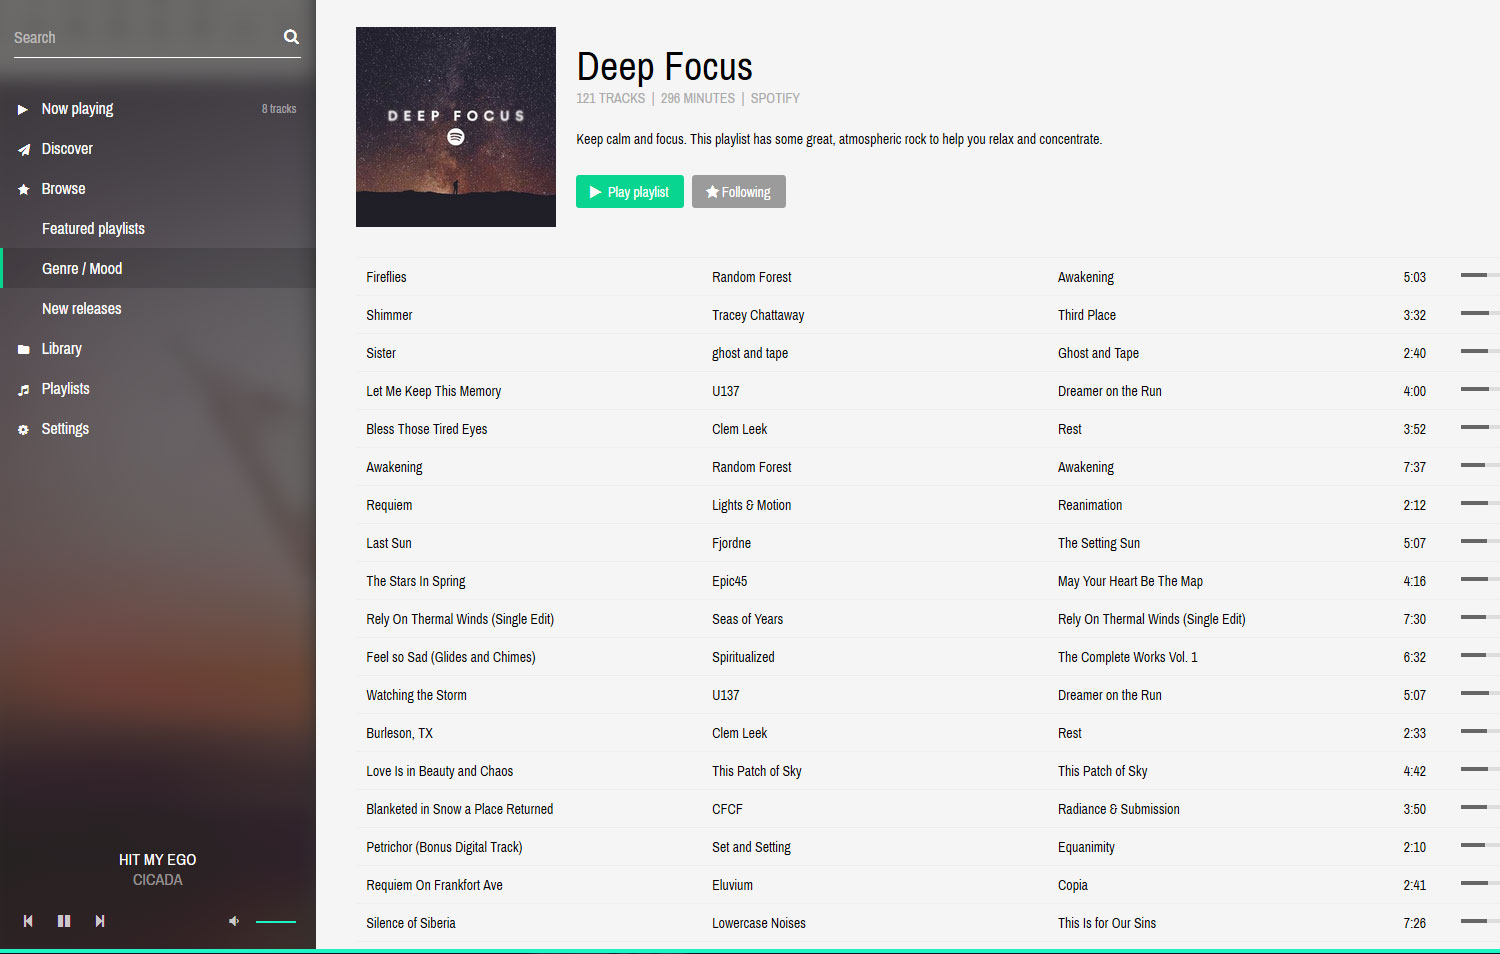 Search
Now playing 8 tracks
Discover
Browse
Featured playlists
Genre / Mood
New releases
Library
Playlists
Settings
HIT MY EGO
CICADA
DEEP FOCUS
Deep Focus
121 TRACKS | 296 MINUTES | SPOTIFY
Keep calm and focus. This playlist has some great, atmospheric rock to help you relax and concentrate.
Play playlist Following
Fireflies Random Forest Awakening 5:03
Shimmer Tracey Chattaway Third Place 3:32
Sister ghost and tape Ghost and Tape 2:40
Let Me Keep This Memory U137 Dreamer on the Run 4:00
Bless Those Tired Eyes Clem Leek Rest 3:52
Awakening Random Forest Awakening 7:37
Requiem Lights & Motion Reanimation 2:12
Last Sun Fjordne The Setting Sun 5:07
The Stars In Spring Epic45 May Your Heart Be The Map 4:16
Rely On Thermal Winds (Single Edit) Seas of Years Rely On Thermal Winds (Single Edit) 7:30
Feel so Sad (Glides and Chimes) Spiritualized The Complete Works Vol. 1 6:32
Watching the Storm U137 Dreamer on the Run 5:07
Burleson, TX Clem Leek Rest 2:33
Love Is in Beauty and Chaos This Patch of Sky This Patch of Sky 4:42
Blanketed in Snow a Place Returned CFCF Radiance & Submission 3:50
Petrichor (Bonus Digital Track) Set and Setting Equanimity 2:10
Requiem On Frankfort Ave Eluvium Copia 2:41
Silence of Siberia Lowercase Noises This Is for Our Sins 7:26